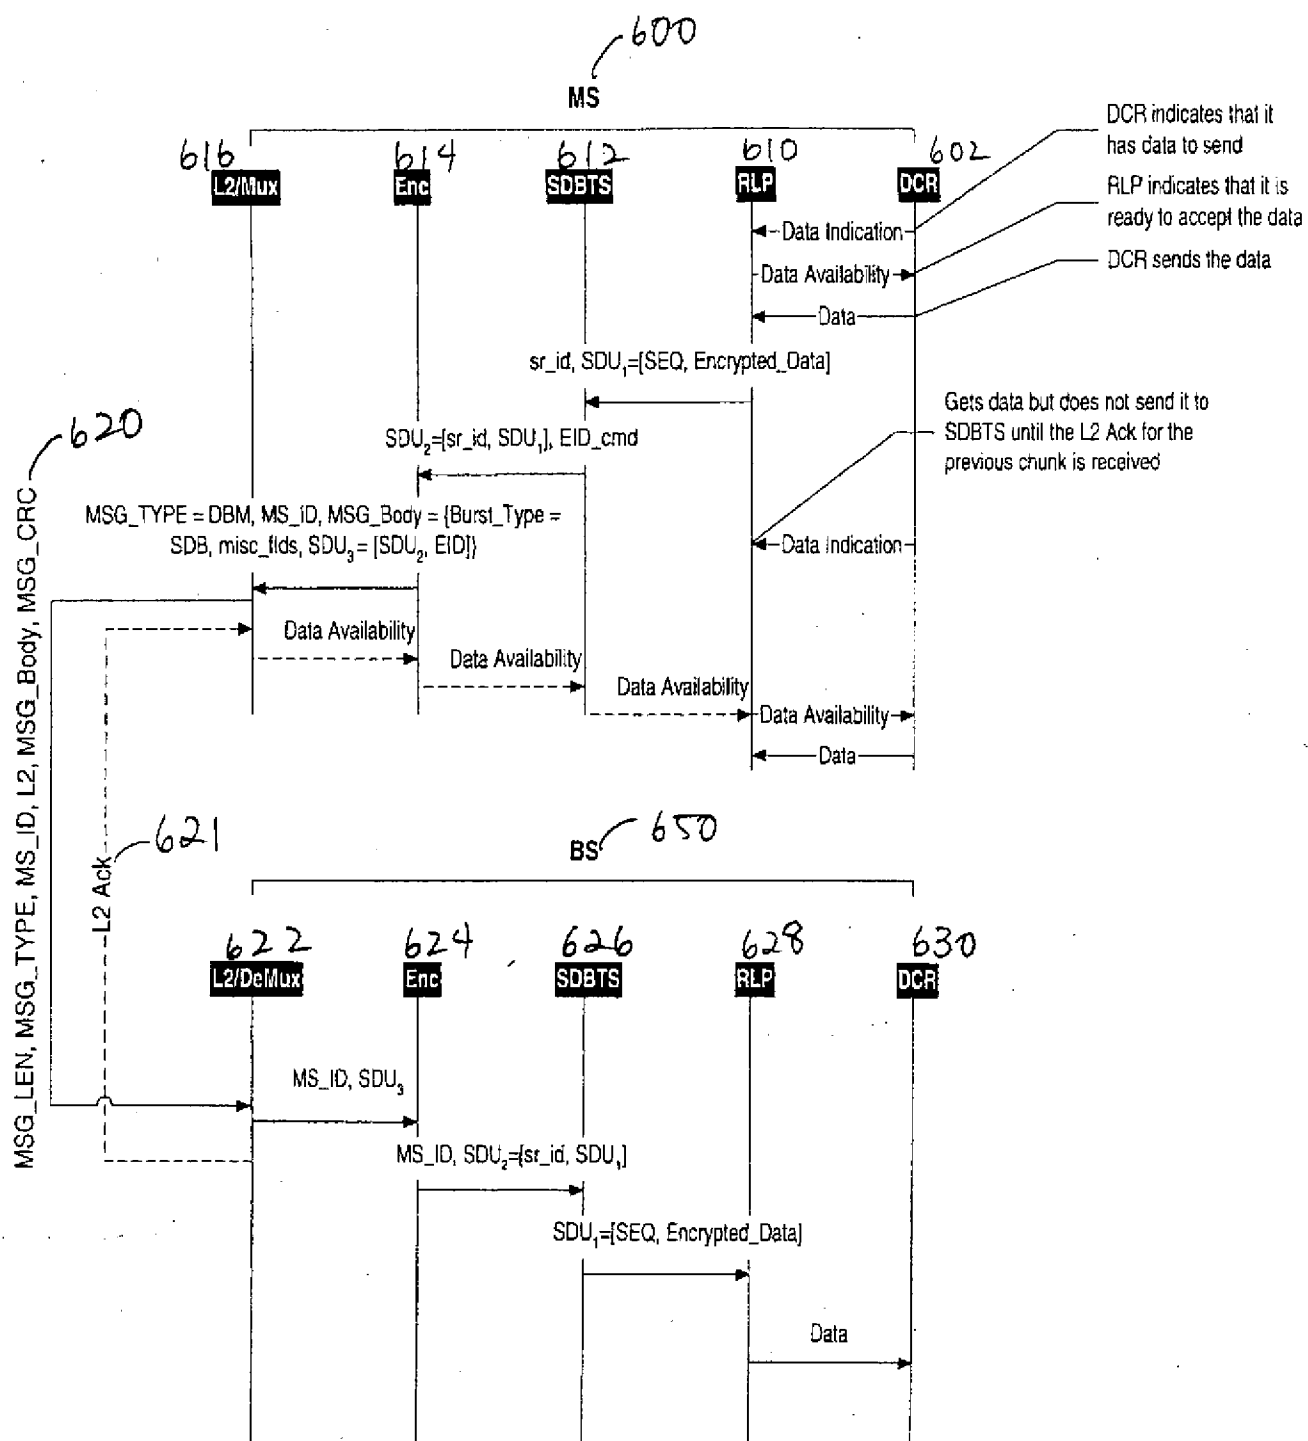 600
MS
616
614
612
610
602
L2/Mux
Enc
SDBTS
RLP
DCR
DCR indicates that it
has data to send
RLP indicates that it is
ready to accept the data
DCR sends the data
Data Indication
Data Availability
Data
sr_id, SDU₁=[SEQ, Encrypted_Data]
Gets data but does not send it to
SDBTS until the L2 Ack for the
previous chunk is received
620
SDU₂=[sr_id, SDU₁], EID_cmd
MSG_TYPE = DBM, MS_ID, MSG_Body = {Burst_Type =
SDB, misc_flds, SDU₃ = [SDU₂, EID]}
Data Indication
Data Availability
Data Availability
Data Availability
Data Availability
Data
MSG_LEN, MSG_TYPE, MS_ID, L2, MSG_Body, MSG_CRC
621
L2 Ack
650
BS
622
624
626
628
630
L2/DeMux
Enc
SDBTS
RLP
DCR
MS_ID, SDU₃
MS_ID, SDU₂=[sr_id, SDU₁]
SDU₁=[SEQ, Encrypted_Data]
Data